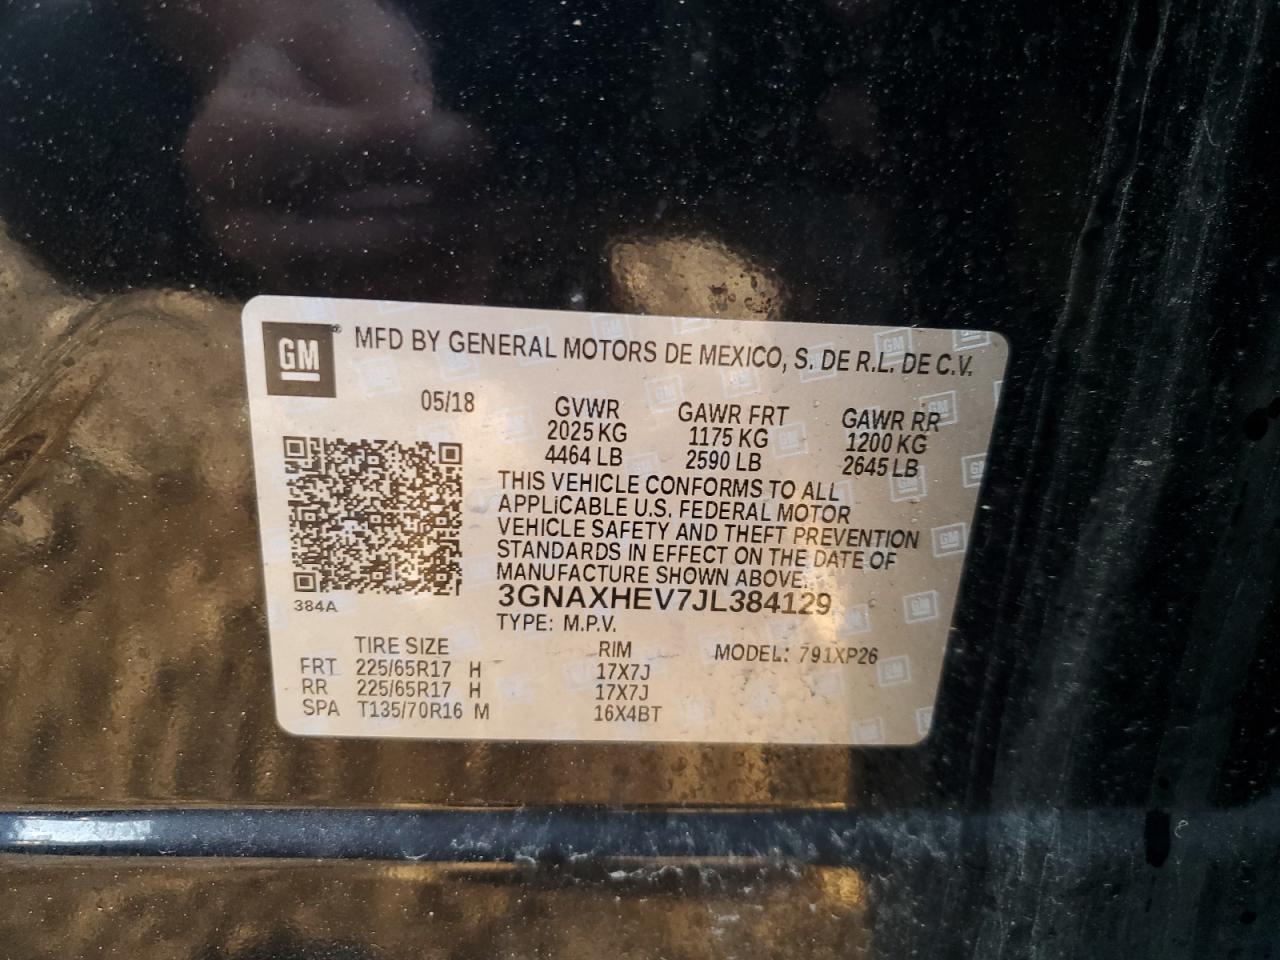 GM® MFD BY GENERAL MOTORS DE MEXICO, S. DE R.L. DE C.V.
05/18 GVWR GAWR FRT GAWR RR
2025 KG 1175 KG 1200 KG
4464 LB 2590 LB 2645 LB
THIS VEHICLE CONFORMS TO ALL
APPLICABLE U.S. FEDERAL MOTOR
VEHICLE SAFETY AND THEFT PREVENTION
STANDARDS IN EFFECT ON THE DATE OF
MANUFACTURE SHOWN ABOVE.
384A 3GNAXHEV7JL384129
TYPE: M.P.V.
TIRE SIZE RIM MODEL: 791XP26
FRT 225/65R17 H 17X7J
RR 225/65R17 H 17X7J
SPA T135/70R16 M 16X4BT